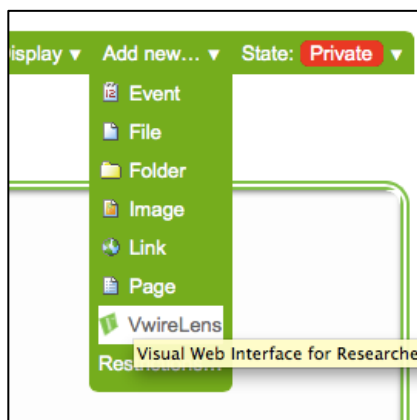 isplay ▼ Add new... ▼ State: Private ▼
Event
File
Folder
Image
Link
Page
VwireLens
Visual Web Interface for Researche